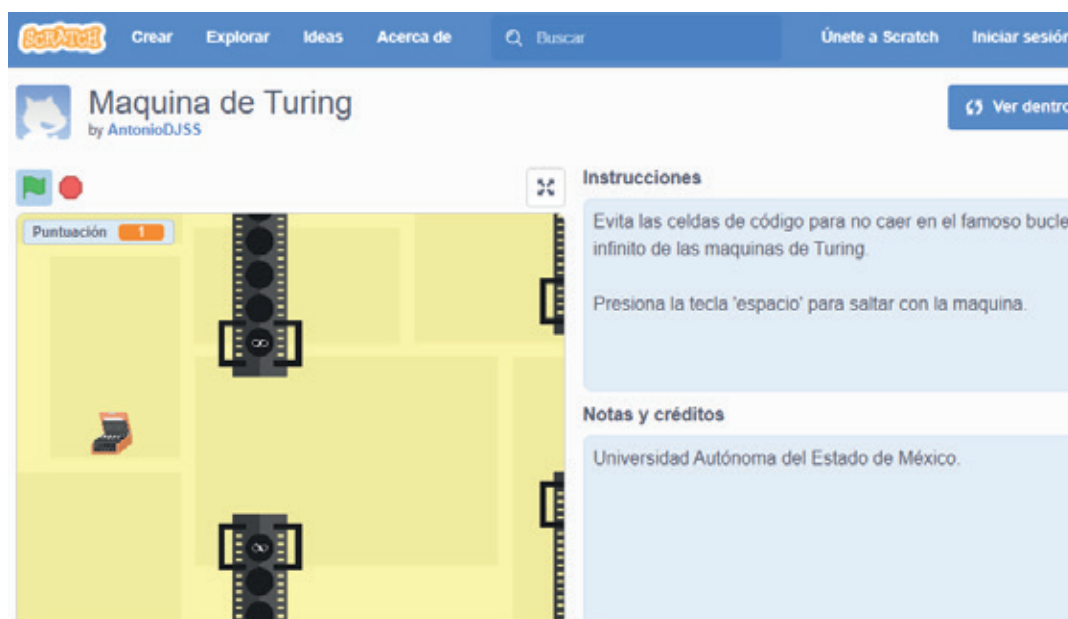 SCRATCH Crear Explorar Ideas Acerca de Buscar Únete a Scratch Iniciar sesión
Maquina de Turing
by AntonioDJSS
Ver dentro
Instrucciones
Puntuación 1
Evita las celdas de código para no caer en el famoso bucle
infinito de las maquinas de Turing.
Presiona la tecla 'espacio' para saltar con la maquina.
Notas y créditos
Universidad Autónoma del Estado de México.